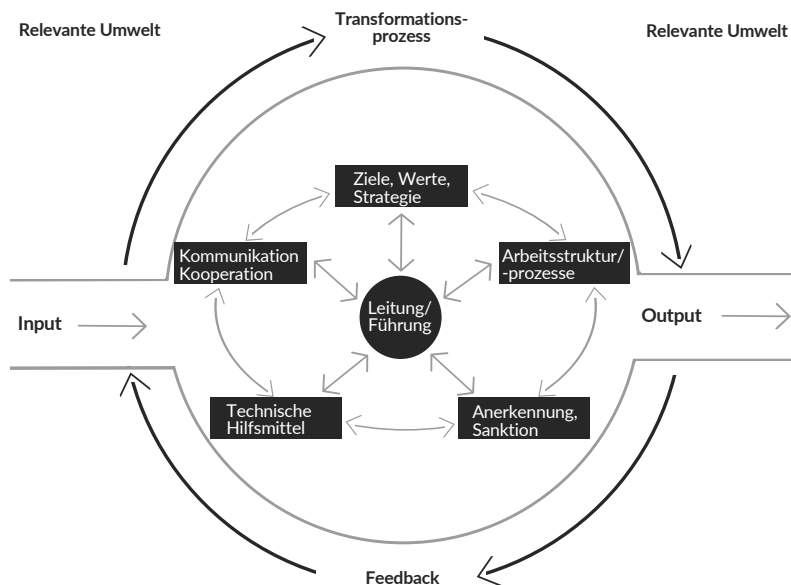 Transformations-
prozess
Relevante Umwelt
Relevante Umwelt
Ziele, Werte,
Strategie
Kommunikation
Kooperation
Arbeitsstruktur/
-prozesse
Leitung/
Führung
Input
Output
Technische
Hilfsmittel
Anerkennung,
Sanktion
Feedback